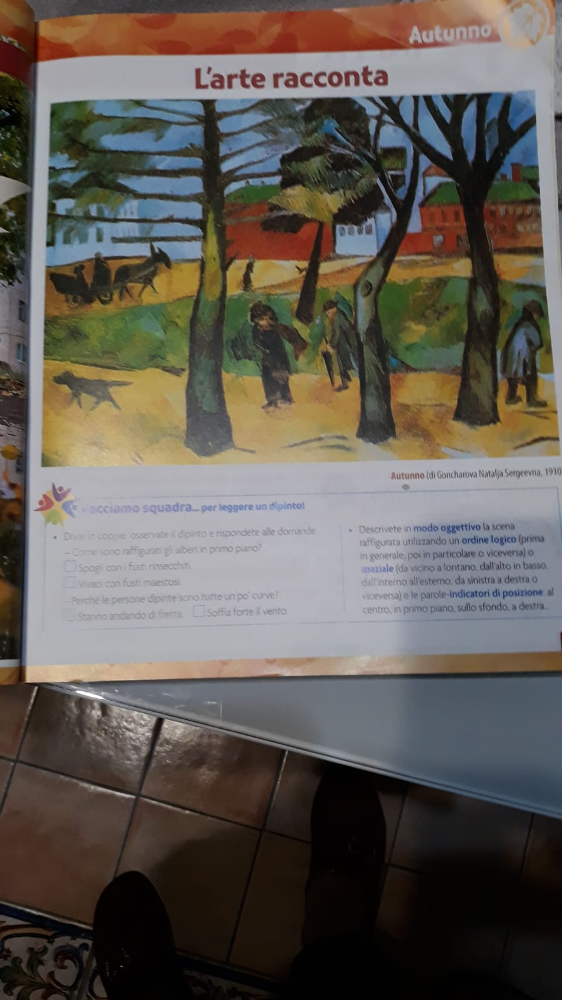 Autunno
L'arte racconta
Autunno (di Goncharova Natalja Sergeevna, 1910
Facciamo squadra... per leggere un dipinto!
• Divisi in coppie, osservate il dipinto e rispondete alle domande.
– Come sono raffigurati gli alberi in primo piano?
Spogli con i fusti rinsecchiti.
Vivaci con fusti maestosi.
– Perché le persone dipinte sono tutte un po' curve?
Stanno andando di fretta. Soffia forte il vento.
• Descrivete in modo oggettivo la scena
raffigurata utilizzando un ordine logico (prima
in generale, poi in particolare o viceversa) o
spaziale (da vicino a lontano, dall'alto in basso,
dall'interno all'esterno, da sinistra a destra o
viceversa) e le parole-indicatori di posizione: al
centro, in primo piano, sullo sfondo, a destra...